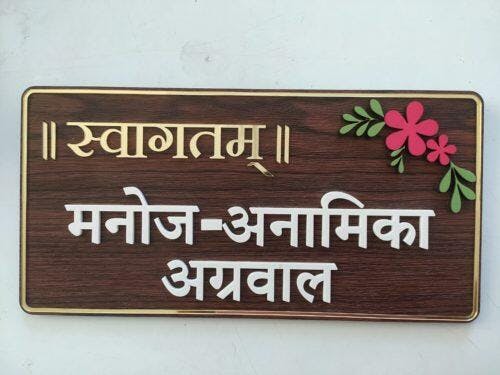 ॥ स्वागतम् ॥
मनोज-अनामिका
अग्रवाल